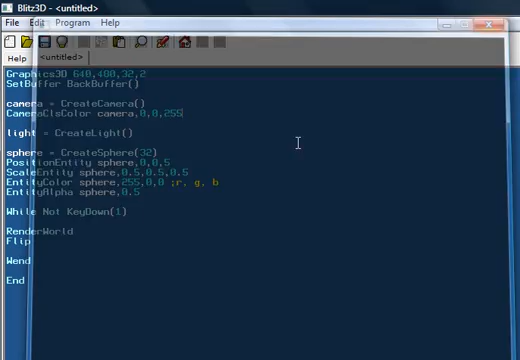 Blitz3D - <untitled>
File Edit Program Help
Help <untitled>
Graphics3D 640,480,32,2
SetBuffer BackBuffer()
camera = CreateCamera()
CameraClsColor camera,0,0,255
light = CreateLight()
sphere = CreateSphere(32)
PositionEntity sphere,0,0,5
ScaleEntity sphere,0.5,0.5,0.5
EntityColor sphere,255,0,0 ;r, g, b
EntityAlpha sphere,0.5
While Not KeyDown(1)
RenderWorld
Flip
Wend
End